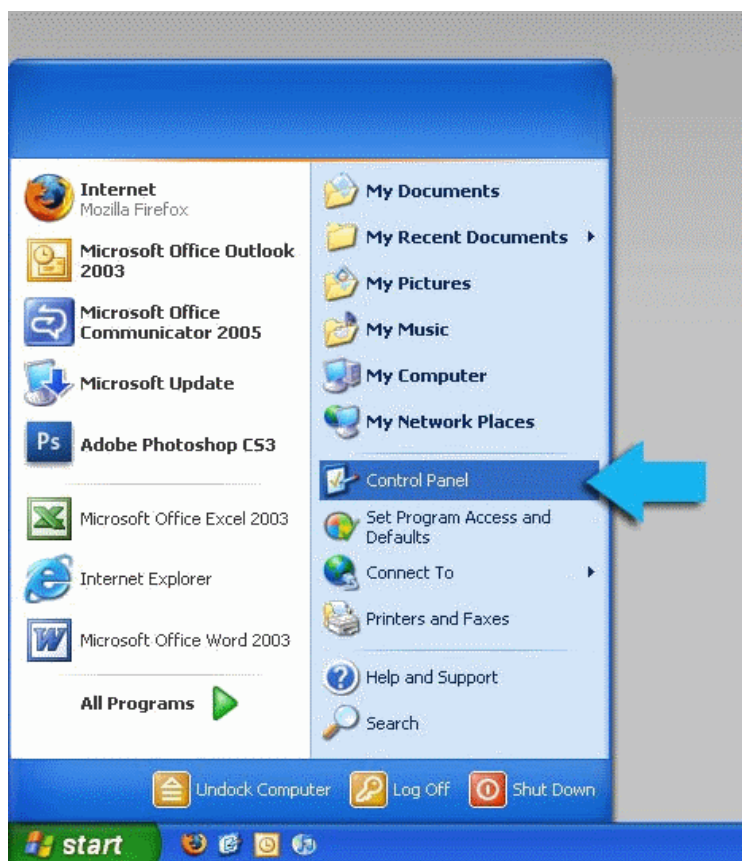 Internet
Mozilla Firefox
Microsoft Office Outlook
2003
Microsoft Office
Communicator 2005
Microsoft Update
Ps
Adobe Photoshop CS3
Microsoft Office Excel 2003
Internet Explorer
Microsoft Office Word 2003
All Programs
My Documents
My Recent Documents
My Pictures
My Music
My Computer
My Network Places
Control Panel
Set Program Access and
Defaults
Connect To
Printers and Faxes
Help and Support
Search
Undock Computer
Log Off
Shut Down
start